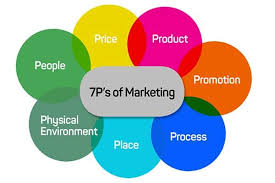 Price
Product
People
Promotion
7P's of Marketing
Physical
Environment
Process
Place